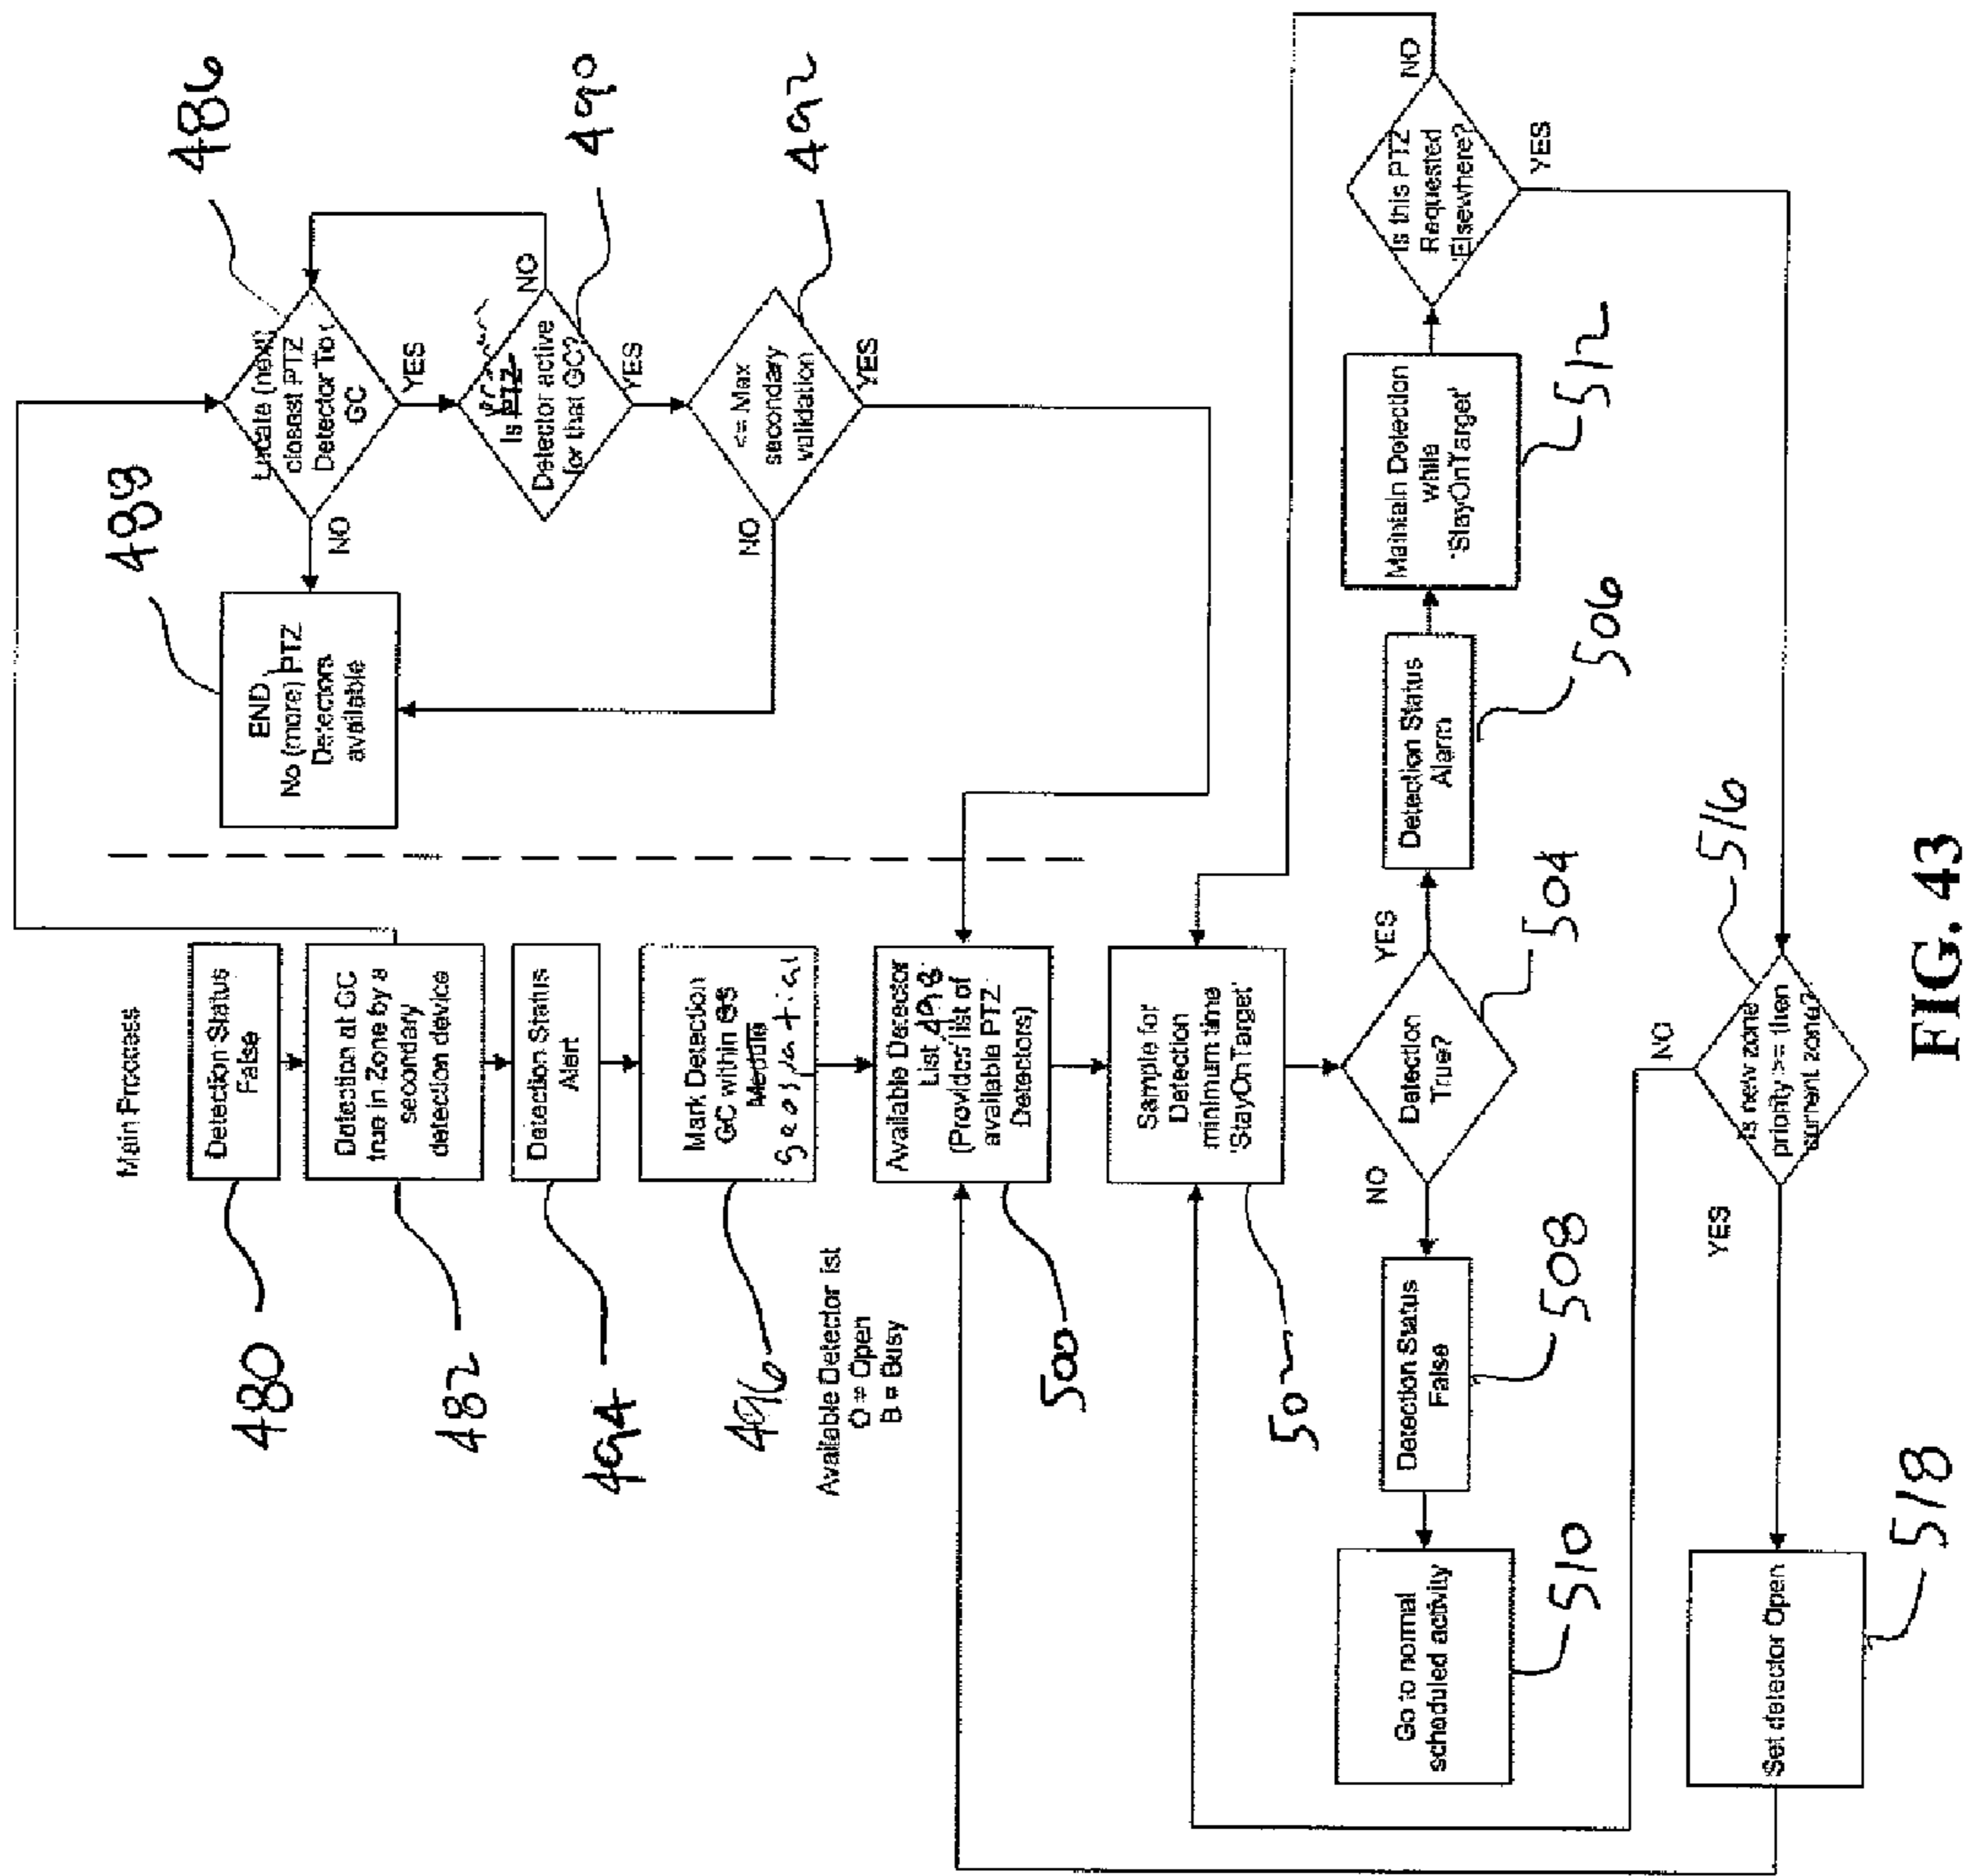 Main Process
Detection Status
False
480
Detection at GC
true in Zone by a
secondary
detection device
482
Detection Status
Alert
494
Mark Detection
GC within GS
Module
geospatial
496
Available Detector ist
O = Open
B = Busy
Available Detector
List 498
(Provides list of
available PTZ
Detectors)
500
Sample for
Detection
minimum time
'StayOnTarget'
502
Detection
True?
504
NO
YES
Detection Status
False
508
Go to normal
scheduled activity
510
Detection Status
Alarm
506
Maintain Detection
while
'StayOnTarget'
512
Is this PTZ
Requested
'Elsewhere?
NO
YES
Is new zone
priority >= then
current zone?
516
NO
YES
Set detector Open
518
END
No (more) PTZ
Detectors
available
488
Locate (next)
closest PTZ
Detector To
GC
486
NO
YES
Is PTZ
Detector active
for that GC?
490
NO
YES
<= Max
secondary
validation
492
NO
YES
FIG. 43